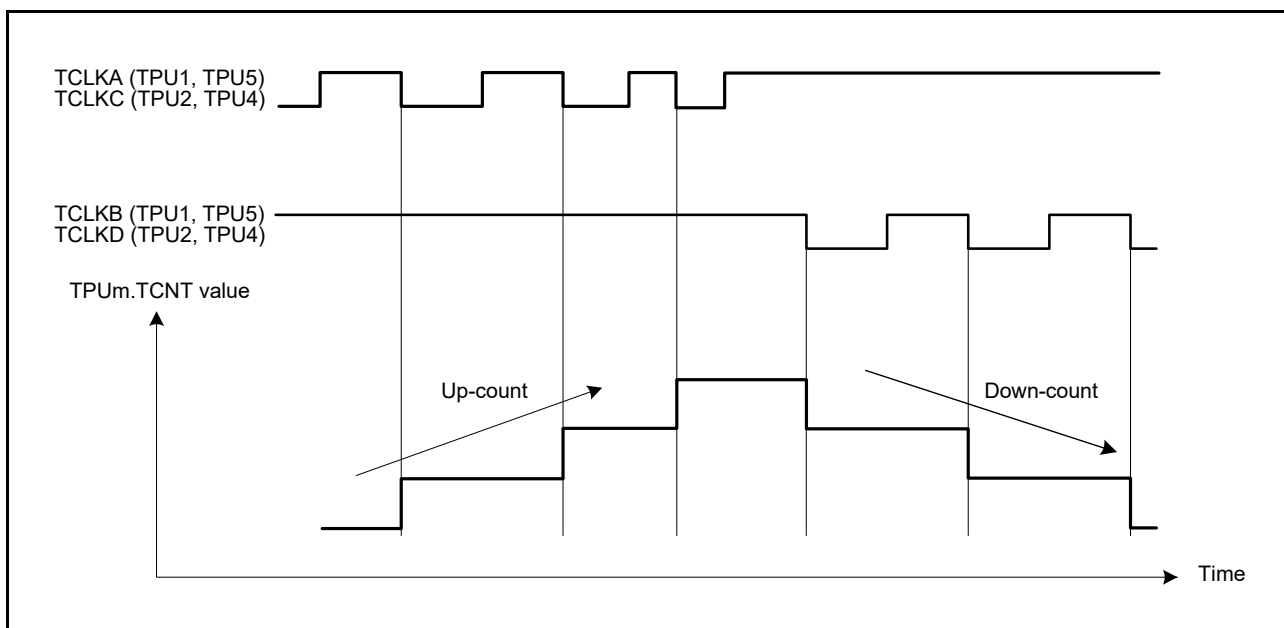 TCLKA (TPU1, TPU5)
TCLKC (TPU2, TPU4)
TCLKB (TPU1, TPU5)
TCLKD (TPU2, TPU4)
TPUm.TCNT value
Up-count
Down-count
Time